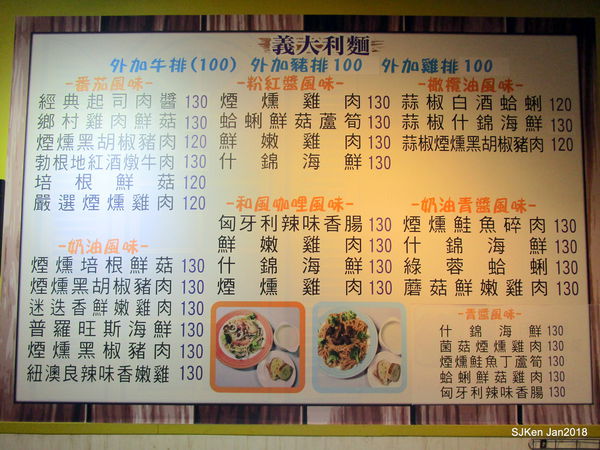 義大利麵
外加牛排(100) 外加豬排100 外加雞排100
-番茄風味-
經典起司肉醬 130
鄉村雞肉鮮菇 130
煙燻黑胡椒豬肉 120
勃根地紅酒燉牛肉 130
培根鮮菇 120
嚴選煙燻雞肉 120
-奶油風味-
煙燻培根鮮菇 130
煙燻黑胡椒豬肉 130
迷迭香鮮嫩雞肉 130
普羅旺斯海鮮 130
煙燻黑椒豬肉 130
紐澳良辣味香嫩雞 130
-粉紅醬風味-
煙燻雞肉 130
蛤蜊鮮菇蘆筍 130
鮮嫩雞肉 130
什錦海鮮 130
-和風咖哩風味-
匈牙利辣味香腸 130
鮮嫩雞肉 130
什錦海鮮 130
煙燻雞肉 130
-橄欖油風味-
蒜椒白酒蛤蜊 120
蒜椒什錦海鮮 130
蒜椒煙燻黑胡椒豬肉 120
-奶油青醬風味-
煙燻鮭魚碎肉 130
什錦海鮮 130
綠蓉蛤蜊 130
蘑菇鮮嫩雞肉 130
-青醬風味-
什錦海鮮 130
菌菇煙燻雞肉 130
煙燻鮭魚丁蘆筍 130
蛤蜊鮮菇雞肉 130
匈牙利辣味香腸 130
SJKen Jan2018